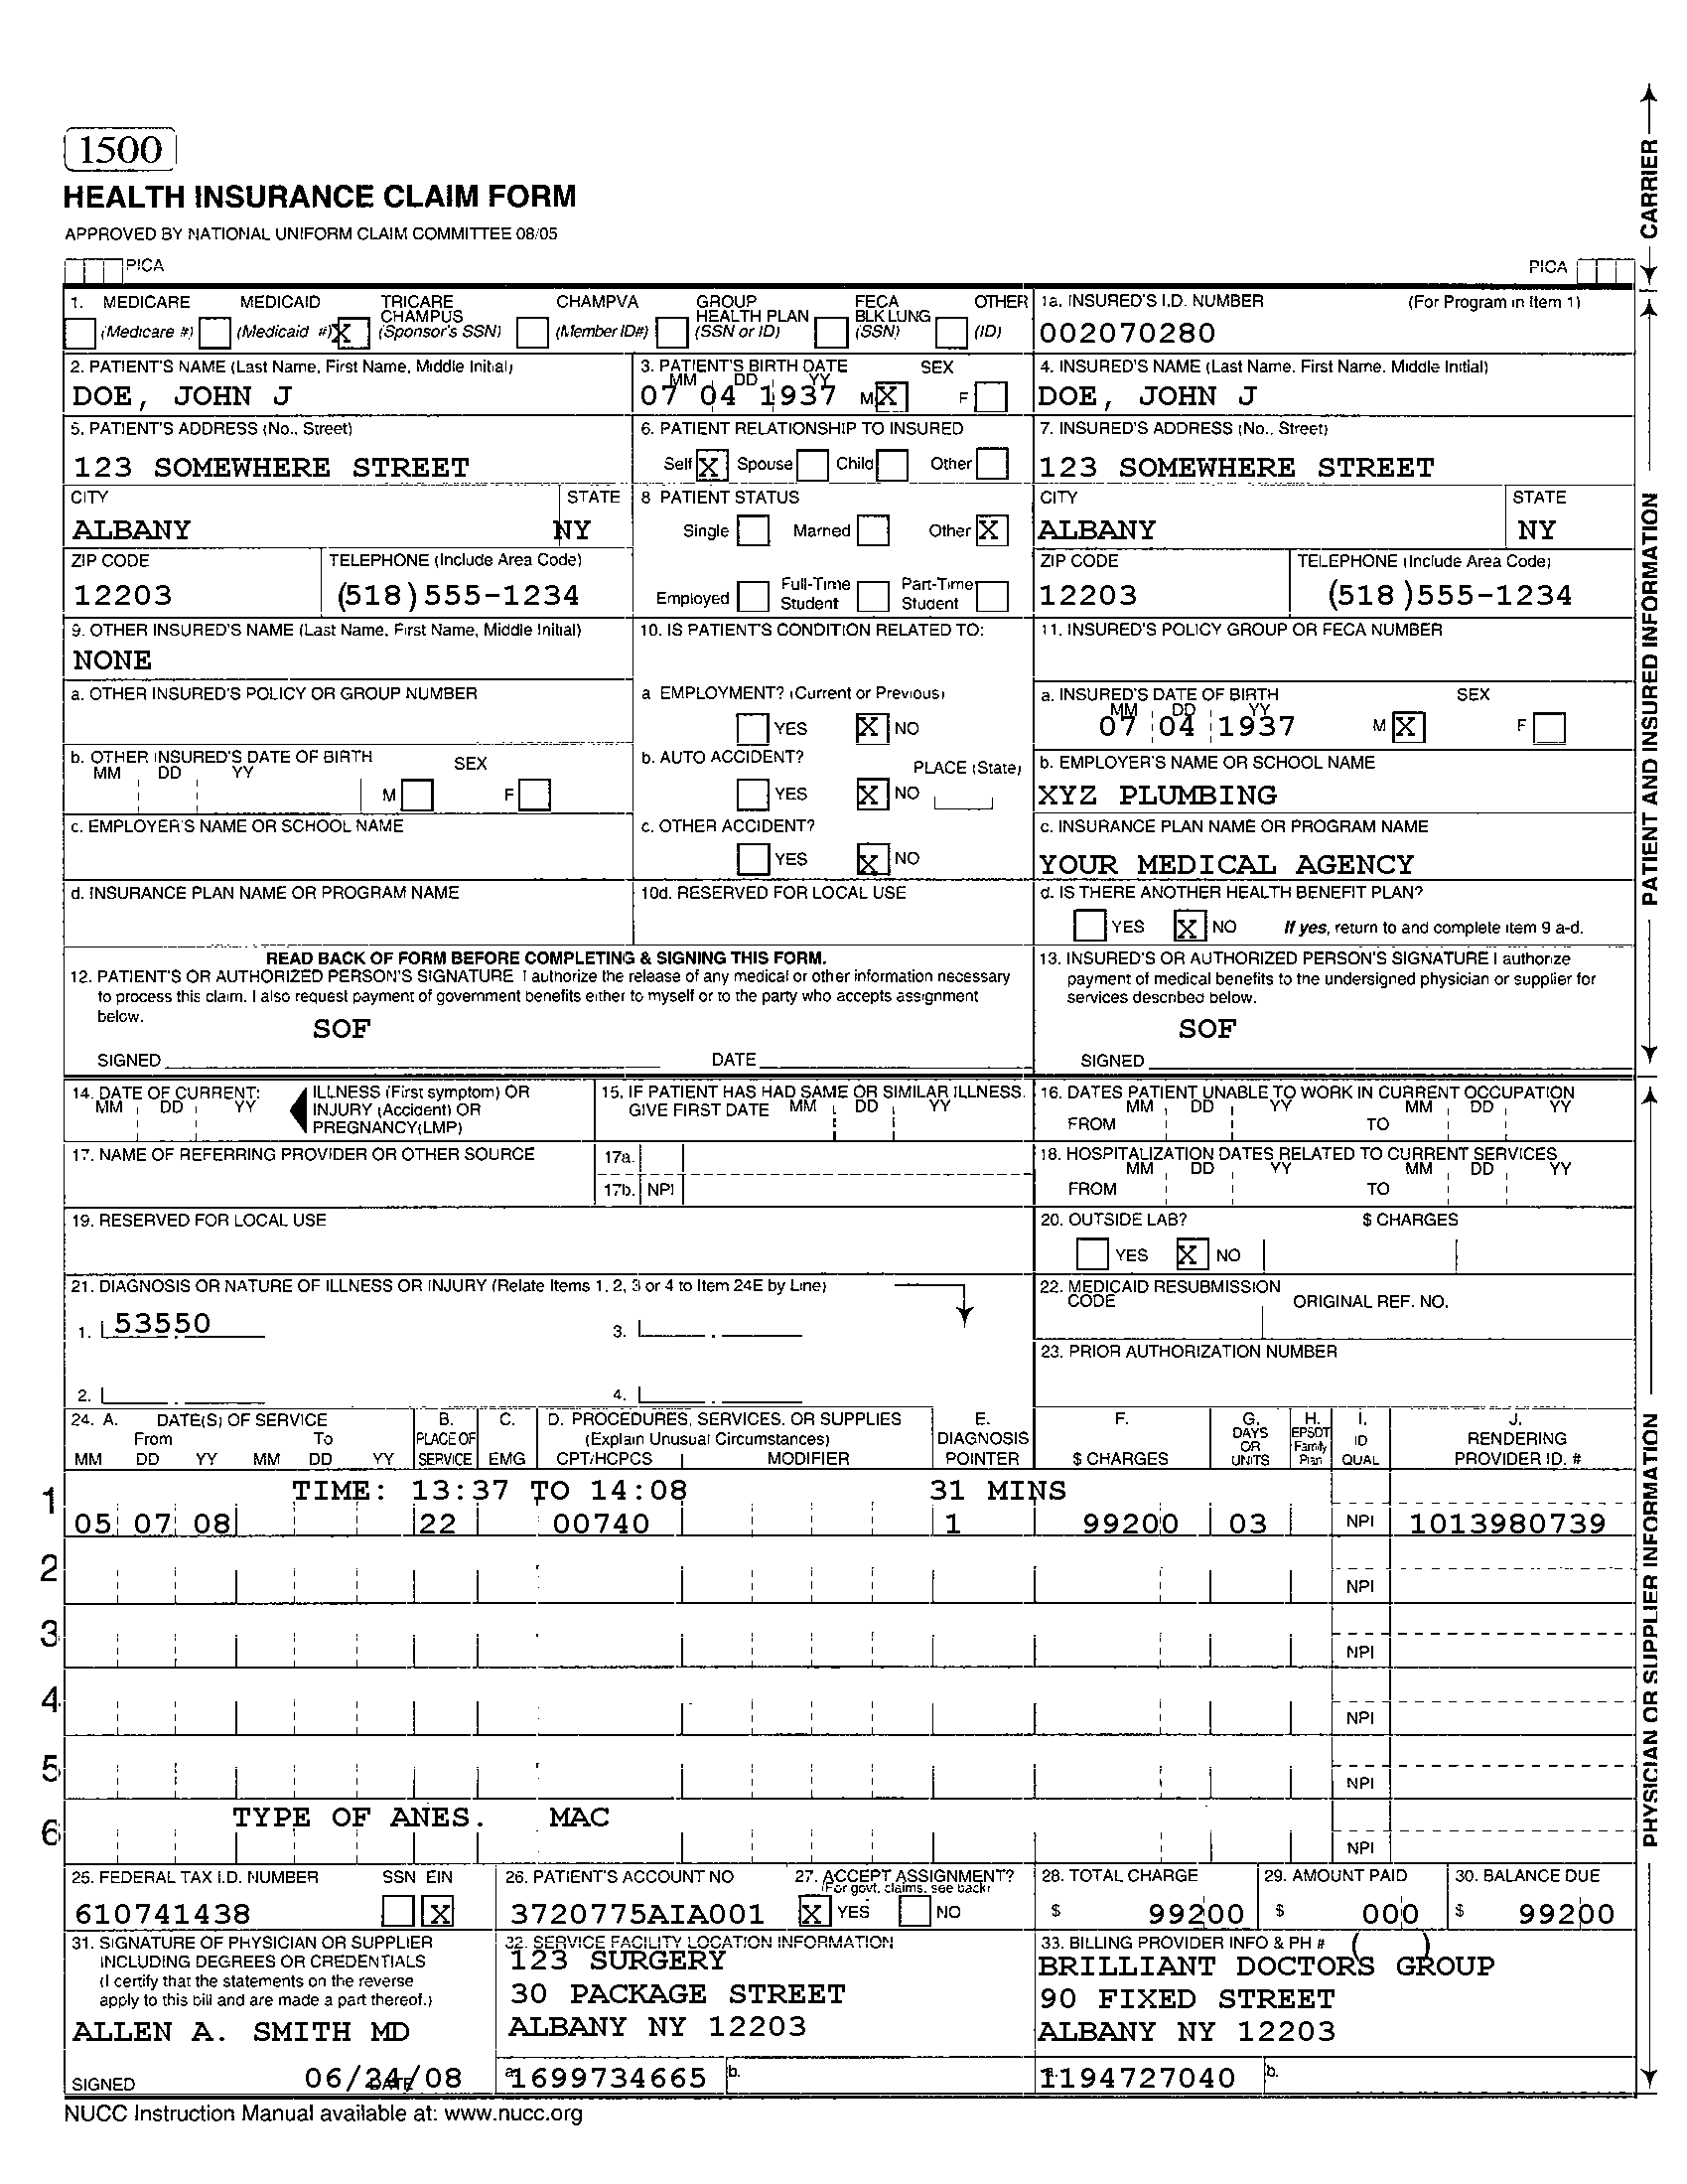 1500
HEALTH INSURANCE CLAIM FORM
APPROVED BY NATIONAL UNIFORM CLAIM COMMITTEE 08/05
PICA PICA
CARRIER
1. MEDICARE MEDICAID TRICARE CHAMPUS CHAMPVA GROUP HEALTH PLAN FECA BLK LUNG OTHER 1a. INSURED'S I.D. NUMBER (For Program in Item 1)
(Medicare #) (Medicaid #) X (Sponsor's SSN) (Member ID#) (SSN or ID) (SSN) (ID) 002070280
2. PATIENT'S NAME (Last Name, First Name, Middle Initial) 3. PATIENT'S BIRTH DATE SEX 4. INSURED'S NAME (Last Name, First Name, Middle Initial)
MM DD YY
DOE, JOHN J 07 04 1937 M X F DOE, JOHN J
5. PATIENT'S ADDRESS (No., Street) 6. PATIENT RELATIONSHIP TO INSURED 7. INSURED'S ADDRESS (No., Street)
123 SOMEWHERE STREET Self X Spouse Child Other 123 SOMEWHERE STREET
CITY STATE 8 PATIENT STATUS CITY STATE
ALBANY NY Single Married Other X ALBANY NY
ZIP CODE TELEPHONE (Include Area Code) ZIP CODE TELEPHONE (Include Area Code)
12203 (518)555-1234 Employed Full-Time Student Part-Time Student 12203 (518)555-1234
9. OTHER INSURED'S NAME (Last Name, First Name, Middle Initial) 10. IS PATIENT'S CONDITION RELATED TO: 11. INSURED'S POLICY GROUP OR FECA NUMBER
NONE
a. OTHER INSURED'S POLICY OR GROUP NUMBER a EMPLOYMENT? (Current or Previous) a. INSURED'S DATE OF BIRTH SEX
MM DD YY
YES X NO 07 04 1937 M X F
b. OTHER INSURED'S DATE OF BIRTH SEX b. AUTO ACCIDENT? PLACE (State) b. EMPLOYER'S NAME OR SCHOOL NAME
MM DD YY
M F YES X NO XYZ PLUMBING
c. EMPLOYER'S NAME OR SCHOOL NAME c. OTHER ACCIDENT? c. INSURANCE PLAN NAME OR PROGRAM NAME
YES X NO YOUR MEDICAL AGENCY
d. INSURANCE PLAN NAME OR PROGRAM NAME 10d. RESERVED FOR LOCAL USE d. IS THERE ANOTHER HEALTH BENEFIT PLAN?
YES X NO If yes, return to and complete item 9 a-d.
PATIENT AND INSURED INFORMATION
READ BACK OF FORM BEFORE COMPLETING & SIGNING THIS FORM.
12. PATIENT'S OR AUTHORIZED PERSON'S SIGNATURE I authorize the release of any medical or other information necessary
to process this claim. I also request payment of government benefits either to myself or to the party who accepts assignment
below.
SOF
SIGNED DATE
13. INSURED'S OR AUTHORIZED PERSON'S SIGNATURE I authorize
payment of medical benefits to the undersigned physician or supplier for
services described below.
SOF
SIGNED
14. DATE OF CURRENT: ILLNESS (First symptom) OR 15. IF PATIENT HAS HAD SAME OR SIMILAR ILLNESS. 16. DATES PATIENT UNABLE TO WORK IN CURRENT OCCUPATION
MM DD YY INJURY (Accident) OR GIVE FIRST DATE MM DD YY MM DD YY MM DD YY
PREGNANCY(LMP) FROM TO
17. NAME OF REFERRING PROVIDER OR OTHER SOURCE 17a. 18. HOSPITALIZATION DATES RELATED TO CURRENT SERVICES
MM DD YY MM DD YY
17b. NPI FROM TO
19. RESERVED FOR LOCAL USE 20. OUTSIDE LAB? $ CHARGES
YES X NO
21. DIAGNOSIS OR NATURE OF ILLNESS OR INJURY (Relate Items 1, 2, 3 or 4 to Item 24E by Line) 22. MEDICAID RESUBMISSION
CODE ORIGINAL REF. NO.
1. 53550 3.
23. PRIOR AUTHORIZATION NUMBER
2. 4.
24. A. DATE(S) OF SERVICE B. C. D. PROCEDURES, SERVICES, OR SUPPLIES E. F. G. H. I. J.
From To PLACE OF (Explain Unusual Circumstances) DIAGNOSIS DAYS OR EPSDT Family ID RENDERING
MM DD YY MM DD YY SERVICE EMG CPT/HCPCS MODIFIER POINTER $ CHARGES UNITS Plan QUAL PROVIDER ID. #
1 TIME: 13:37 TO 14:08 31 MINS
05 07 08 22 00740 1 99200 03 NPI 1013980739
2 NPI
3 NPI
4 NPI
5 NPI
TYPE OF ANES. MAC
6 NPI
25. FEDERAL TAX I.D. NUMBER SSN EIN 26. PATIENT'S ACCOUNT NO 27. ACCEPT ASSIGNMENT? 28. TOTAL CHARGE 29. AMOUNT PAID 30. BALANCE DUE
(For govt. claims, see back)
610741438 X 3720775AIA001 X YES NO $ 99200 $ 000 $ 99200
31. SIGNATURE OF PHYSICIAN OR SUPPLIER
INCLUDING DEGREES OR CREDENTIALS
(I certify that the statements on the reverse
apply to this bill and are made a part thereof.)
ALLEN A. SMITH MD
SIGNED 06/24/08 DATE
32. SERVICE FACILITY LOCATION INFORMATION
123 SURGERY
30 PACKAGE STREET
ALBANY NY 12203
a. 1699734665 b.
33. BILLING PROVIDER INFO & PH # ( )
BRILLIANT DOCTORS GROUP
90 FIXED STREET
ALBANY NY 12203
a. 1194727040 b.
PHYSICIAN OR SUPPLIER INFORMATION
NUCC Instruction Manual available at: www.nucc.org